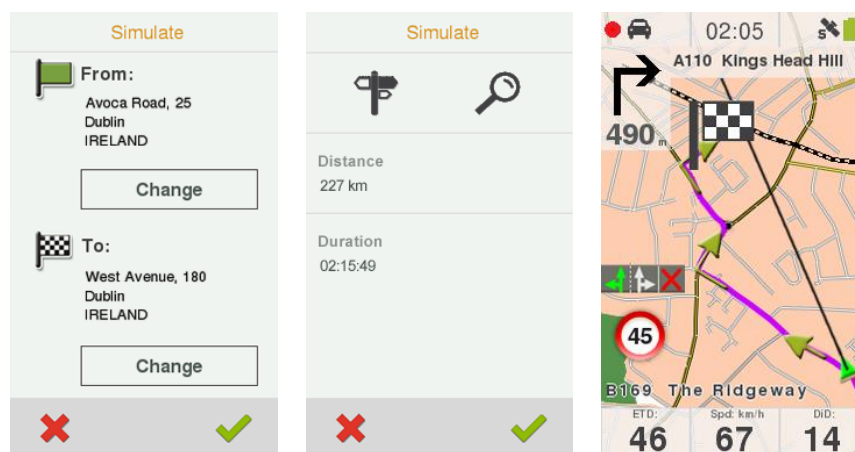 Simulate
From:
Avoca Road, 25
Dublin
IRELAND
Change
To:
West Avenue, 180
Dublin
IRELAND
Change
Simulate
Distance
227 km
Duration
02:15:49
02:05
S
A110 Kings Head Hill
490 m
45
B169 The Ridgeway
ETD:
46
Spd: km/h
67
DiD:
14